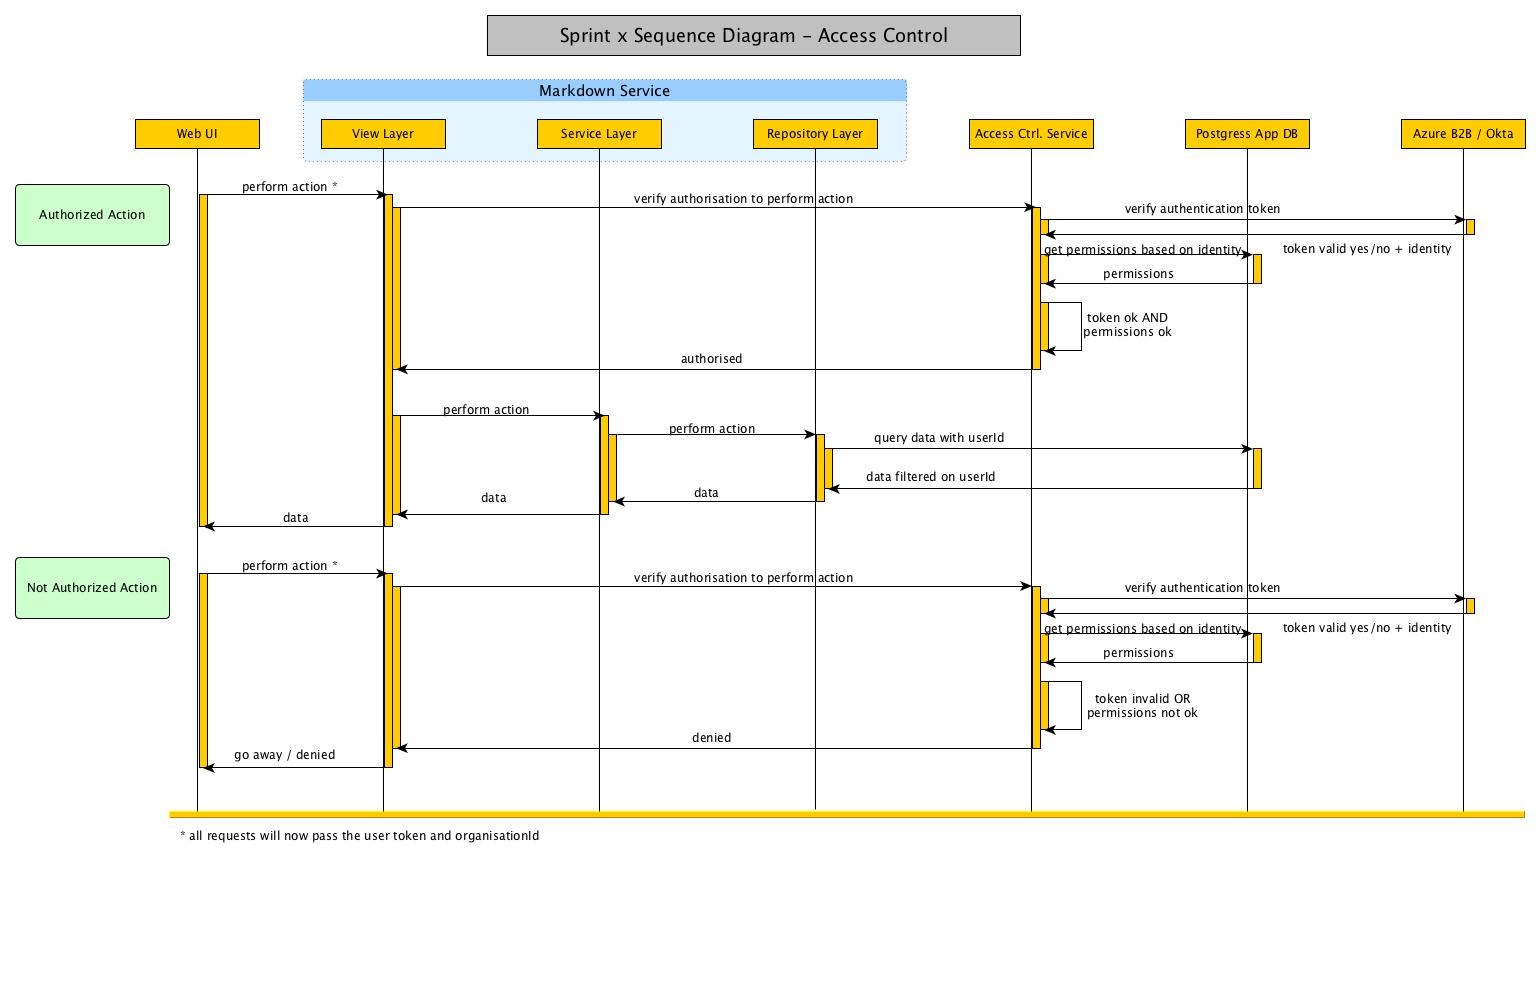 Sprint x Sequence Diagram – Access Control
Markdown Service
Web UI
View Layer
Service Layer
Repository Layer
Access Ctrl. Service
Postgress App DB
Azure B2B / Okta
Authorized Action
perform action *
verify authorisation to perform action
verify authentication token
token valid yes/no + identity
get permissions based on identity
permissions
token ok AND
permissions ok
authorised
perform action
perform action
query data with userId
data filtered on userId
data
data
data
Not Authorized Action
perform action *
verify authorisation to perform action
verify authentication token
token valid yes/no + identity
get permissions based on identity
permissions
token invalid OR
permissions not ok
denied
go away / denied
* all requests will now pass the user token and organisationId